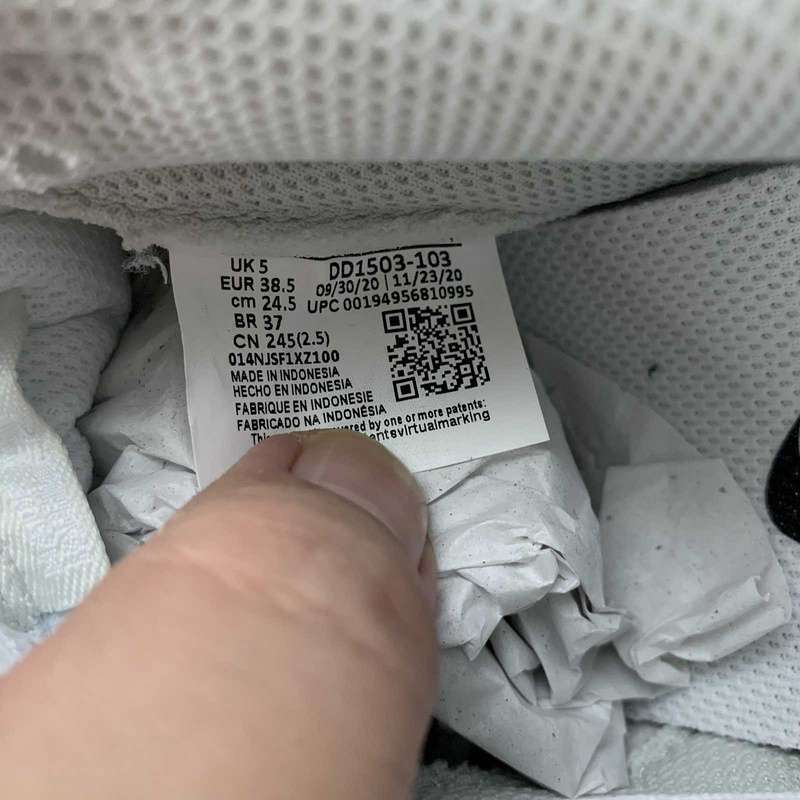 UK 5
EUR 38.5
cm 24.5
BR 37
CN 245(2.5)
014NJSF1XZ100
DD1503-103
09/30/20 | 11/23/20
UPC 00194956810995
MADE IN INDONESIA
HECHO EN INDONESIA
FABRIQUE EN INDONESIE
FABRICADO NA INDONÉSIA
by one or more patents: